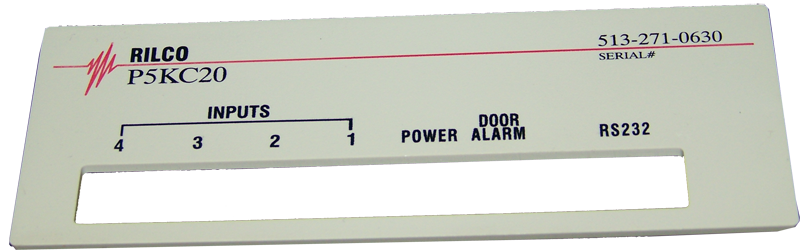 RILCO
P5KC20
513-271-0630
SERIAL#
INPUTS
4 3 2 1
POWER
DOOR
ALARM
RS232